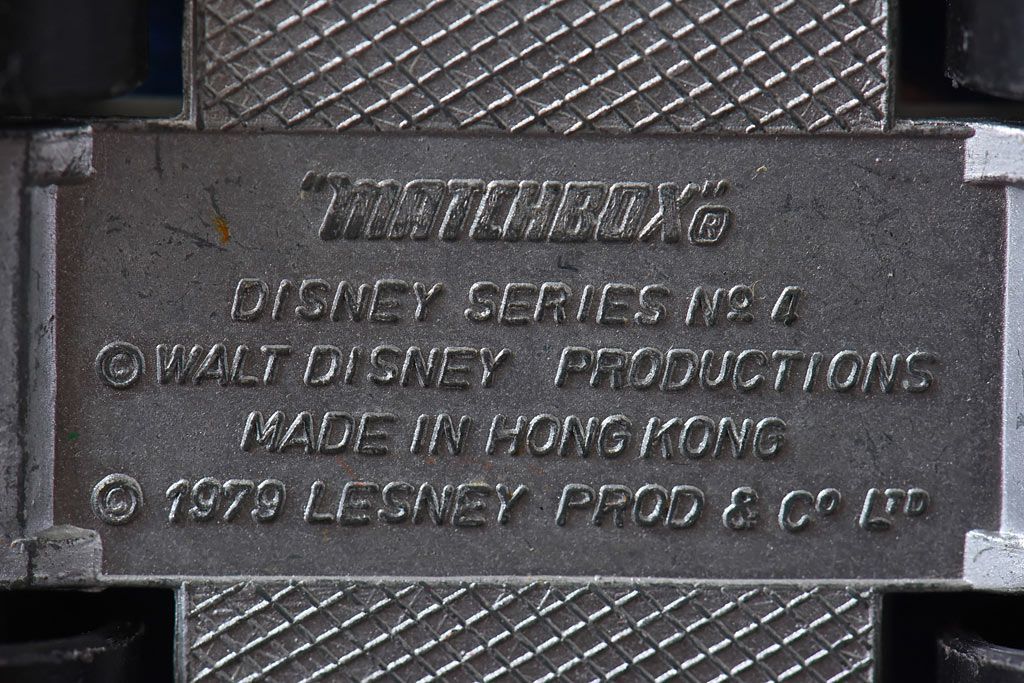 "MATCHBOX"®
DISNEY SERIES Nº 4
© WALT DISNEY PRODUCTIONS
MADE IN HONG KONG
© 1979 LESNEY PROD & Cº LTD